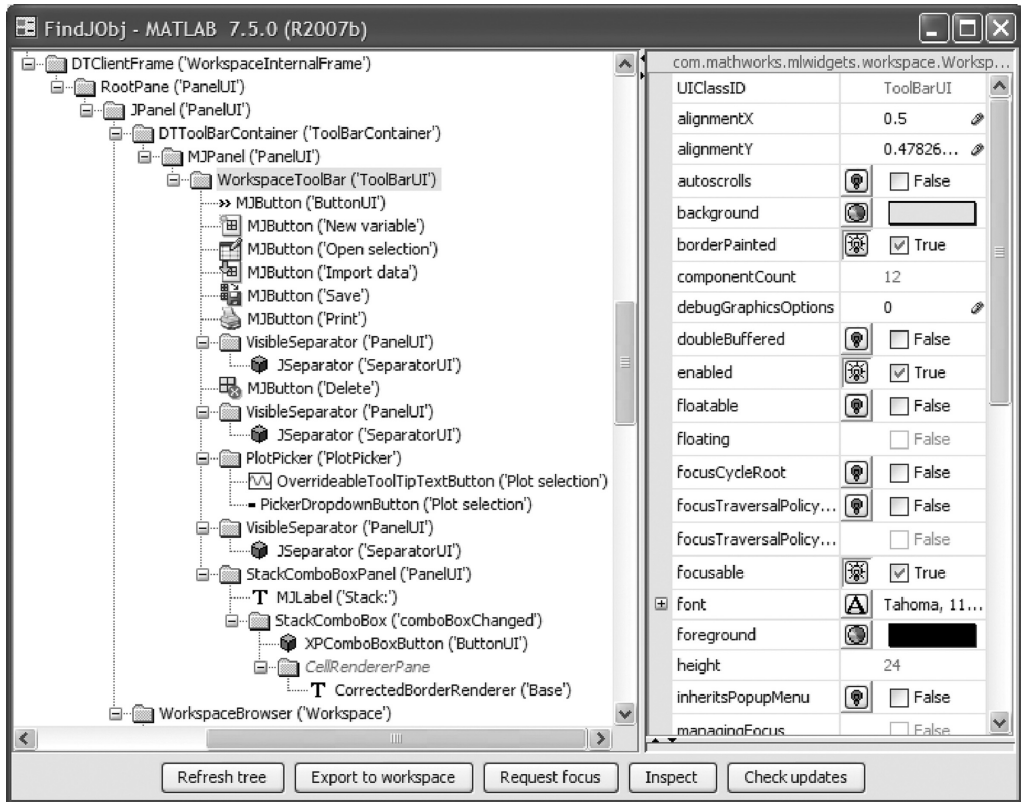 FindJObj - MATLAB 7.5.0 (R2007b)
DTClientFrame ('WorkspaceInternalFrame')
RootPane ('PanelUI')
JPanel ('PanelUI')
DTToolBarContainer ('ToolBarContainer')
MJPanel ('PanelUI')
WorkspaceToolBar ('ToolBarUI')
MJButton ('ButtonUI')
MJButton ('New variable')
MJButton ('Open selection')
MJButton ('Import data')
MJButton ('Save')
MJButton ('Print')
VisibleSeparator ('PanelUI')
JSeparator ('SeparatorUI')
MJButton ('Delete')
VisibleSeparator ('PanelUI')
JSeparator ('SeparatorUI')
PlotPicker ('PlotPicker')
OverrideableToolTipTextButton ('Plot selection')
PickerDropdownButton ('Plot selection')
VisibleSeparator ('PanelUI')
JSeparator ('SeparatorUI')
StackComboBoxPanel ('PanelUI')
T MJLabel ('Stack:')
StackComboBox ('comboBoxChanged')
XPComboBoxButton ('ButtonUI')
CellRendererPane
T CorrectedBorderRenderer ('Base')
WorkspaceBrowser ('Workspace')
com.mathworks.mlwidgets.workspace.Worksp...
UIClassID ToolBarUI
alignmentX 0.5
alignmentY 0.47826...
autoscrolls False
background
borderPainted True
componentCount 12
debugGraphicsOptions 0
doubleBuffered False
enabled True
floatable False
floating False
focusCycleRoot False
focusTraversalPolicy... False
focusTraversalPolicy... False
focusable True
font A Tahoma, 11...
foreground
height 24
inheritsPopupMenu False
managingFocus False
Refresh tree Export to workspace Request focus Inspect Check updates